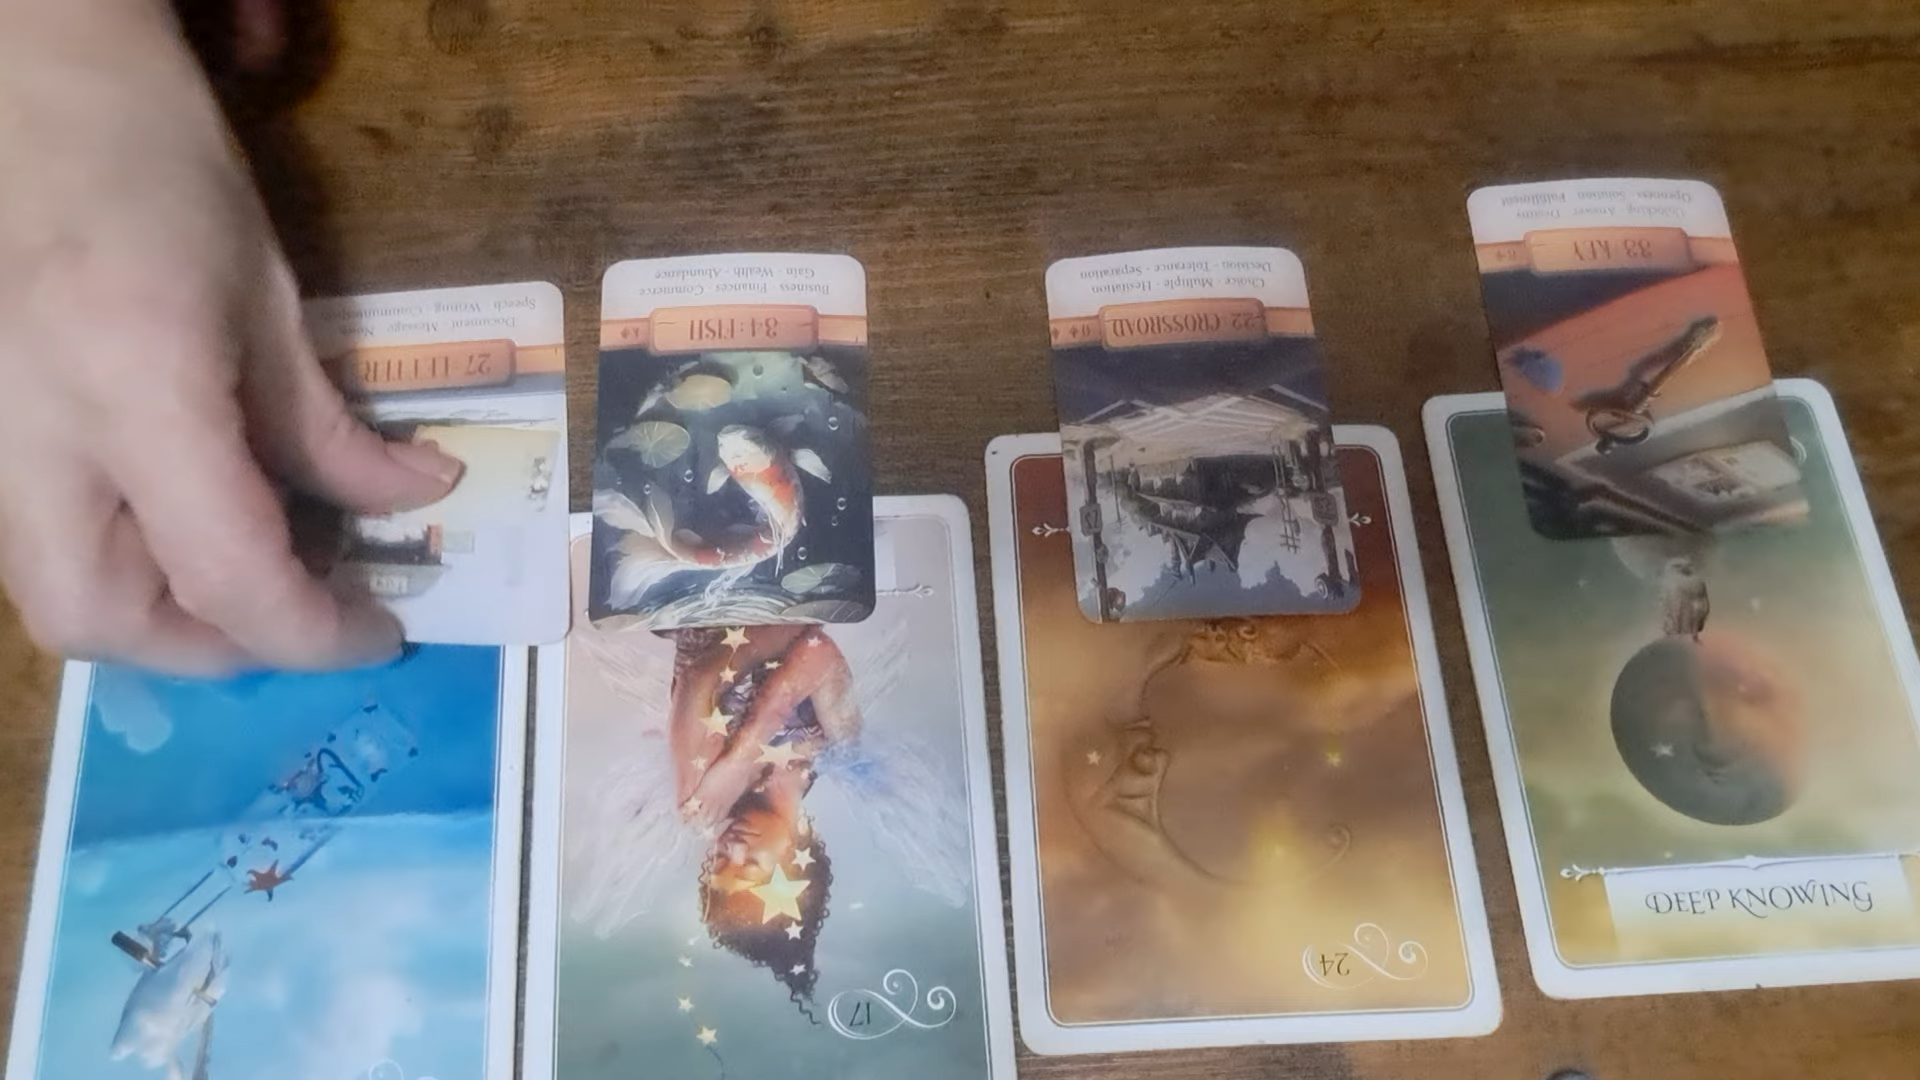 Speech Writing · Communication
Document · Message News
27 · LETTER
Gain · Wealth · Abundance
Business · Finances · Commerce
34 : FISH
K♠
Decision · Tolerance · Separation
Choice · Multiple · Hesitation
22 · CROSSROAD
Openness · Solution · Fulfillment
Unlocking · Answer · Destiny
33 · KEY
17
24
DEEP KNOWING